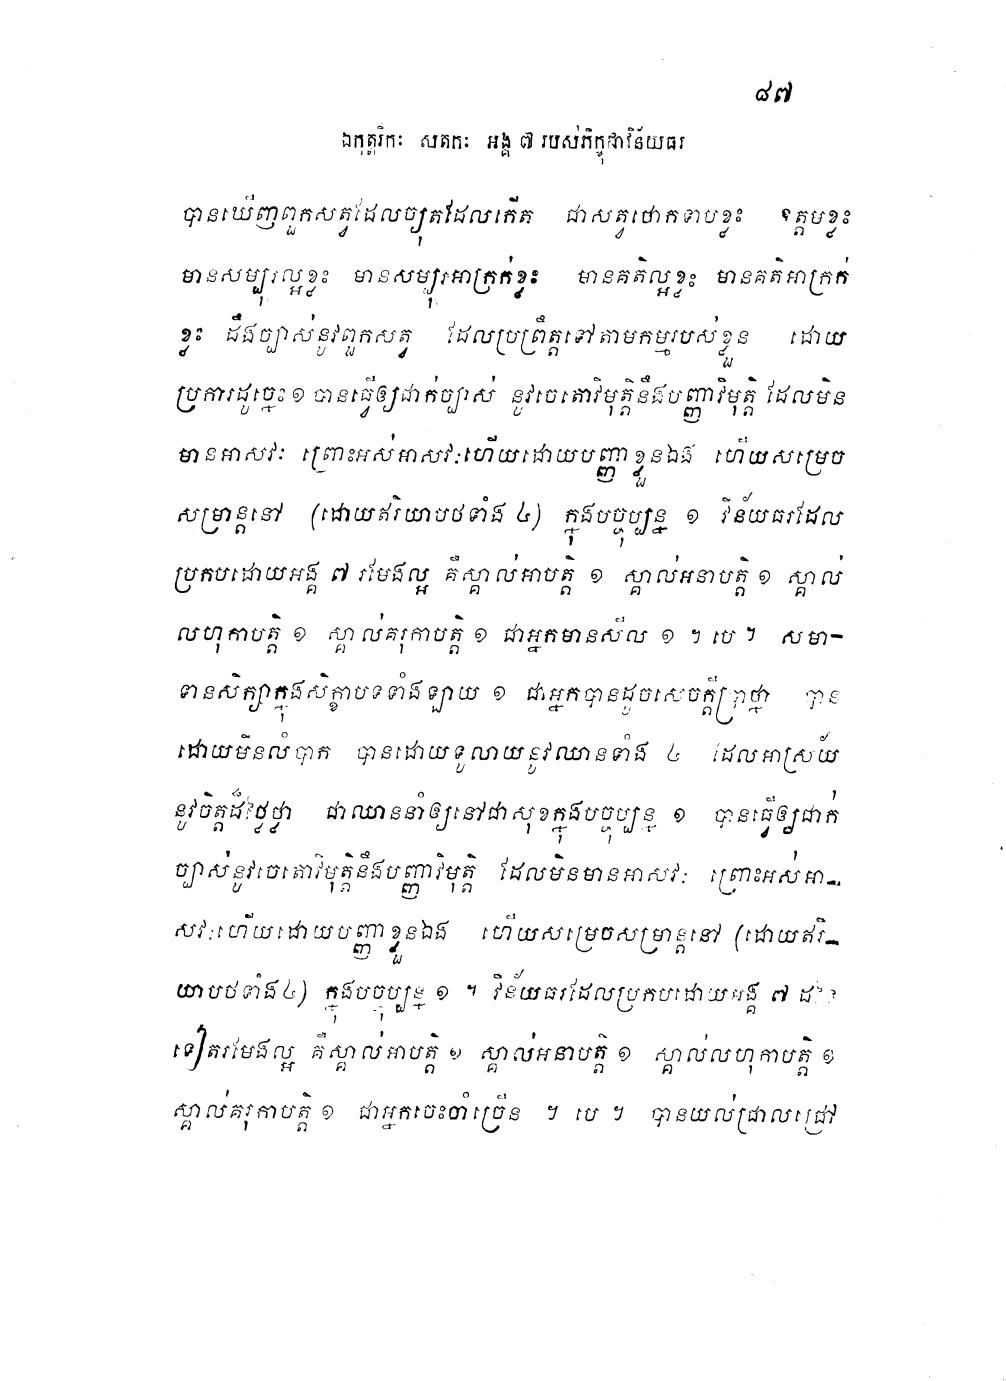 ៨៧
ឯកុត្តរិកៈ សតកៈ អង្គ ៧ របស់ភិក្ខុជាវិន័យធរ
បានឃើញពួកសត្វដែលច្យុតដែលកើត ជាសត្វថោកទាបខ្លះ ឧត្តមខ្លះ
មានសម្បុរល្អខ្លះ មានសម្បុរអាក្រក់ខ្លះ មានគតិល្អខ្លះ មានគតិអាក្រក់
ខ្លះ ដឹងច្បាស់នូវពួកសត្វ ដែលប្រព្រឹត្តទៅតាមកម្មរបស់ខ្លួន ដោយ
ប្រការដូច្នេះ ១ បានធ្វើឲ្យជាក់ច្បាស់ នូវចេតោវិមុត្តិនឹងបញ្ញាវិមុត្តិ ដែលមិន
មានអាសវៈ ព្រោះអស់អាសវៈហើយដោយបញ្ញាខ្លួនឯង ហើយសម្រេច
សម្រាន្តនៅ (ដោយឥរិយាបថទាំង ៤) ក្នុងបច្ចុប្បន្ន ១ វិន័យធរដែល
ប្រកបដោយអង្គ ៧ រមែងល្អ គឺស្គាល់អាបត្តិ ១ ស្គាល់អនាបត្តិ ១ ស្គាល់
លហុកាបត្តិ ១ ស្គាល់គរុកាបត្តិ ១ ជាអ្នកមានសីល ១ ។ បេ ។ សមា-
ទានសិក្សាក្នុងសិក្ខាបទទាំងឡាយ ១ ជាអ្នកបានដូចសេចក្តីប្រាថ្នា បាន
ដោយមិនលំបាក បានដោយទូលាយនូវឈានទាំង ៤ ដែលអាស្រ័យ
នូវចិត្តដ៏ថ្លៃថ្លា ជាឈាននាំឲ្យនៅជាសុខក្នុងបច្ចុប្បន្ន ១ បានធ្វើឲ្យជាក់
ច្បាស់នូវចេតោវិមុត្តិនឹងបញ្ញាវិមុត្តិ ដែលមិនមានអាសវៈ ព្រោះអស់អា-
សវៈហើយដោយបញ្ញាខ្លួនឯង ហើយសម្រេចសម្រាន្តនៅ (ដោយឥរិ-
យាបថទាំង៤) ក្នុងបច្ចុប្បន្ន ១ ។ វិន័យធរដែលប្រកបដោយអង្គ ៧ ដទៃ
ទៀតរមែងល្អ គឺស្គាល់អាបត្តិ ១ ស្គាល់អនាបត្តិ ១ ស្គាល់លហុកាបត្តិ ១
ស្គាល់គរុកាបត្តិ ១ ជាអ្នកចេះចាំច្រើន ។ បេ ។ បានយល់ជ្រាលជ្រៅ